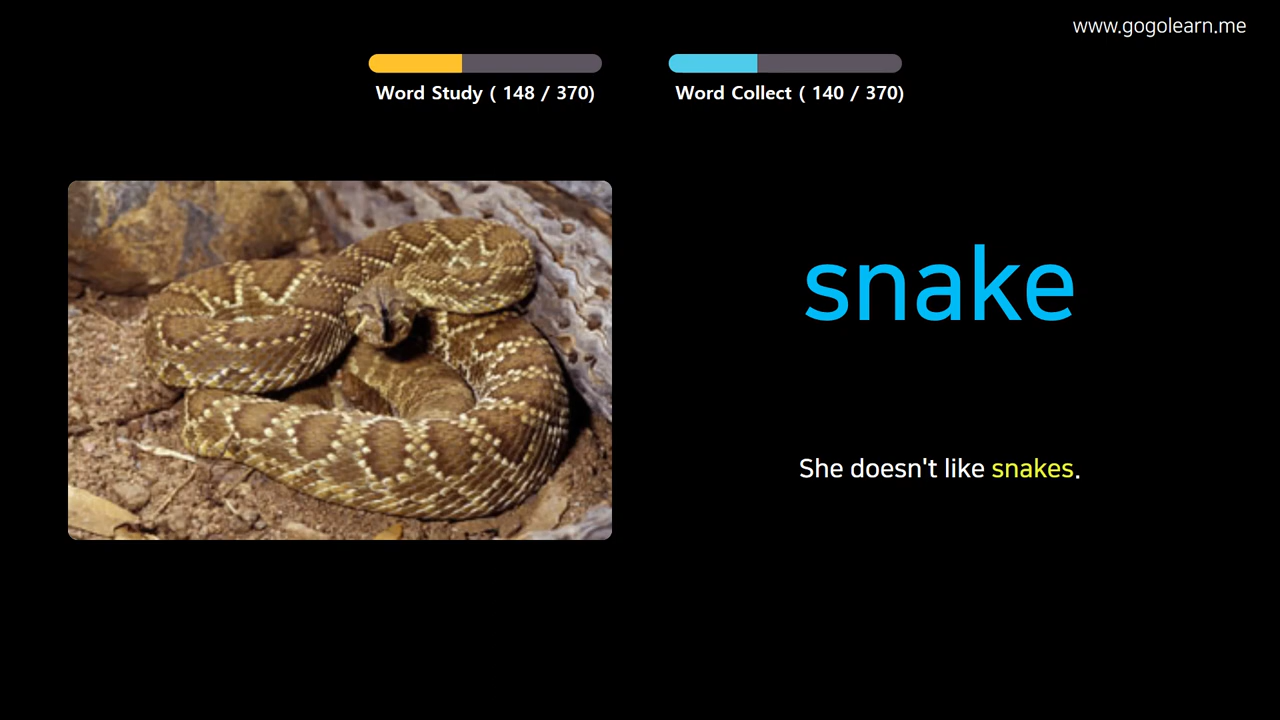 www.gogolearn.me
Word Study ( 148 / 370)
Word Collect ( 140 / 370)
snake
She doesn't like snakes.